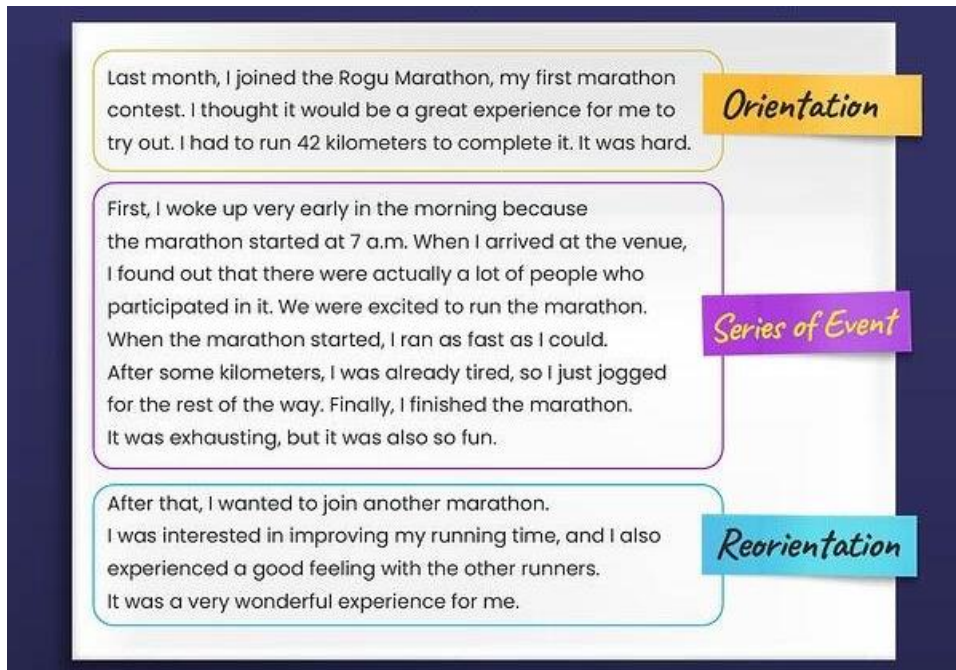 Last month, I joined the Rogu Marathon, my first marathon
contest. I thought it would be a great experience for me to
try out. I had to run 42 kilometers to complete it. It was hard.
Orientation
First, I woke up very early in the morning because
the marathon started at 7 a.m. When I arrived at the venue,
I found out that there were actually a lot of people who
participated in it. We were excited to run the marathon.
When the marathon started, I ran as fast as I could.
After some kilometers, I was already tired, so I just jogged
for the rest of the way. Finally, I finished the marathon.
It was exhausting, but it was also so fun.
Series of Event
After that, I wanted to join another marathon.
I was interested in improving my running time, and I also
experienced a good feeling with the other runners.
It was a very wonderful experience for me.
Reorientation